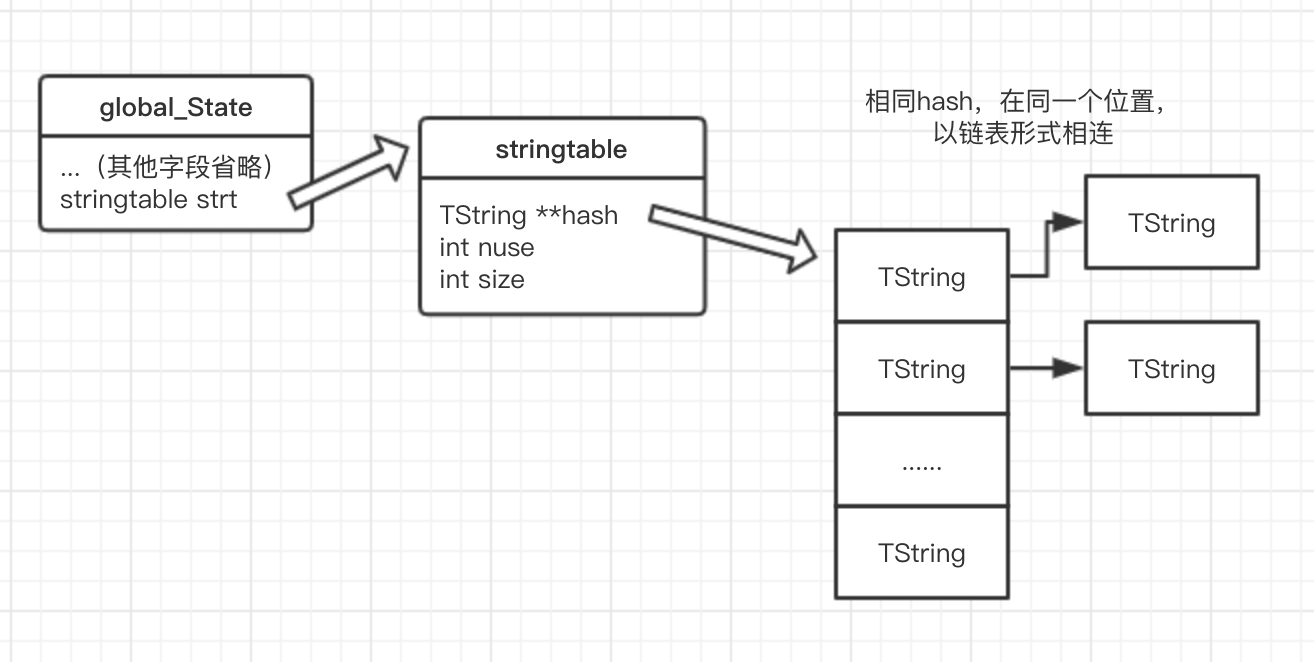 global_State
...（其他字段省略）
stringtable strt
stringtable
TString **hash
int nuse
int size
相同hash，在同一个位置，
以链表形式相连
TString
TString
......
TString
TString
TString